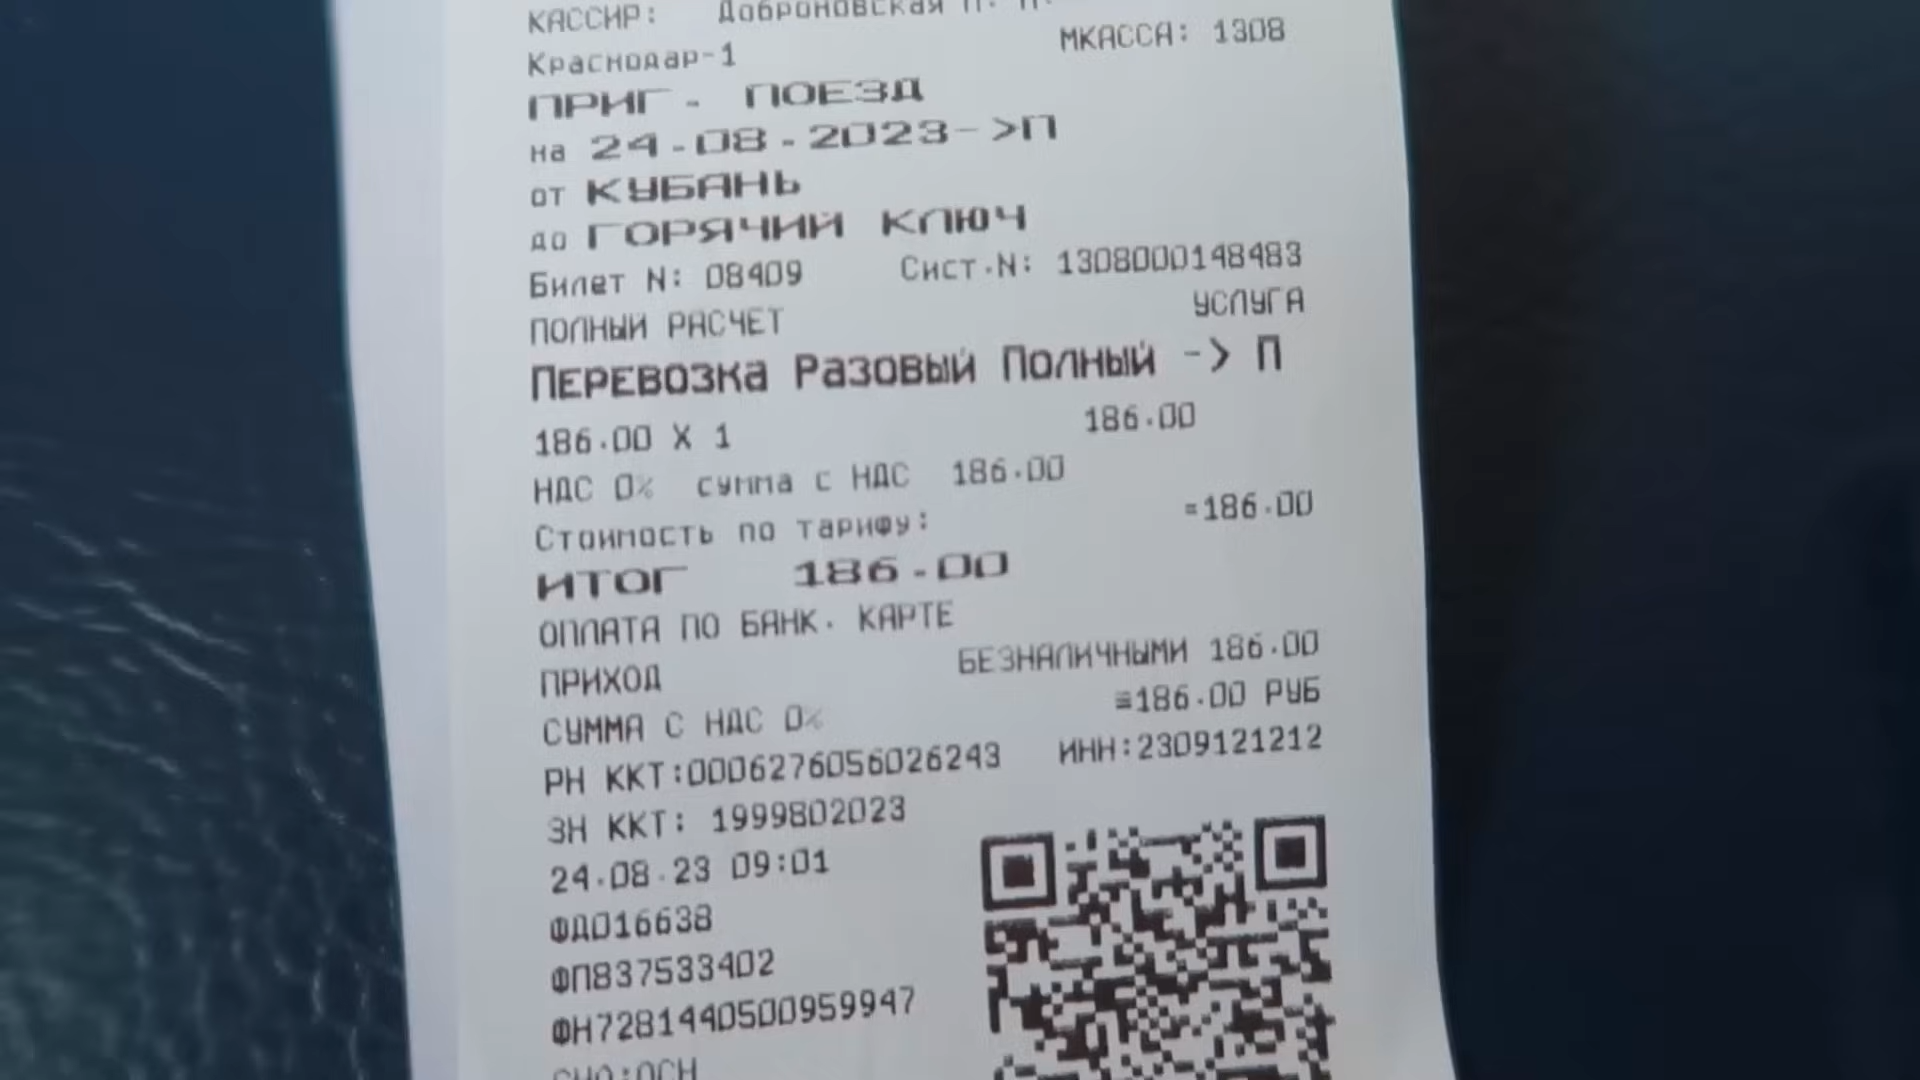 КАССИР: Доброновская
МКАССА: 1308
Краснодар-1
ПРИГ. ПОЕЗД
на 24-08-2023->П
от КУБАНЬ
до ГОРЯЧИЙ КЛЮЧ
Билет N: 08409 Сист.N: 1308000148483
УСЛУГА
ПОЛНЫЙ РАСЧЕТ
ПЕРЕВОЗКА РАЗОВЫЙ ПОЛНЫЙ -> П
186.00 X 1 186.00
НДС 0% сумма с НДС 186.00
Стоимость по тарифу: =186.00
ИТОГ 186.00
ОПЛАТА ПО БАНК. КАРТЕ
ПРИХОД БЕЗНАЛИЧНЫМИ 186.00
СУММА С НДС 0% ≡186.00 РУБ
РН ККТ:0006276056026243 ИНН:2309121212
ЗН ККТ: 1999802023
24.08.23 09:01
ФД016638
ФП837533402
ФН7281440500959947
СНО:ОСН